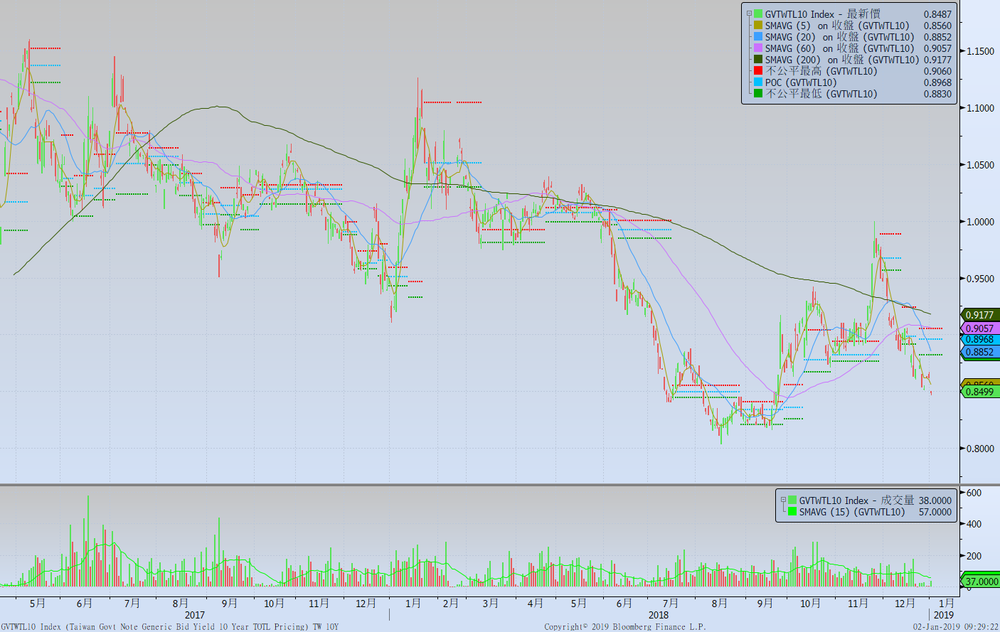 GVTWTL10 Index - 最新價 0.8487
SMAVG (5) on 收盤 (GVTWTL10) 0.8560
SMAVG (20) on 收盤 (GVTWTL10) 0.8852
SMAVG (60) on 收盤 (GVTWTL10) 0.9057
SMAVG (200) on 收盤 (GVTWTL10) 0.9177
不公平最高 (GVTWTL10) 0.9060
POC (GVTWTL10) 0.8968
不公平最低 (GVTWTL10) 0.8830
1.1500
1.1000
1.0500
1.0000
0.9500
0.9177
0.9057
0.8968
0.8852
0.8560
0.8499
0.8000
GVTWTL10 Index - 成交量 38.0000
SMAVG (15) (GVTWTL10) 57.0000
600
400
200
37.0000
0
5月 6月 7月 8月 9月 10月 11月 12月 1月 2月 3月 4月 5月 6月 7月 8月 9月 10月 11月 12月 1月
2017 2018 2019
GVTWTL10 Index (Taiwan Govt Note Generic Bid Yield 10 Year TOTL Pricing) TW 10Y Copyright© 2019 Bloomberg Finance L.P. 02-Jan-2019 09:29:22